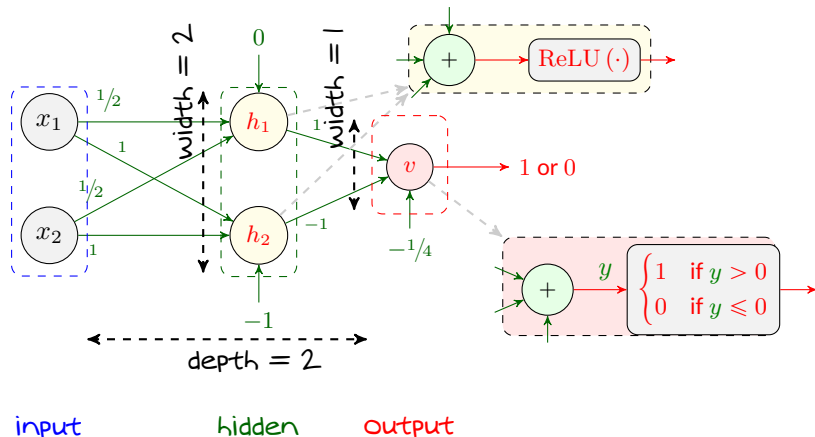 0
+
ReLU (·)
width = 2
width = 1
1/2
x1
h1
1
1
v
1 or 0
1/2
x2
1
h2
-1
-1/4
y
+
{1 if y > 0
0 if y ⩽ 0
-1
depth = 2
input
hidden
output